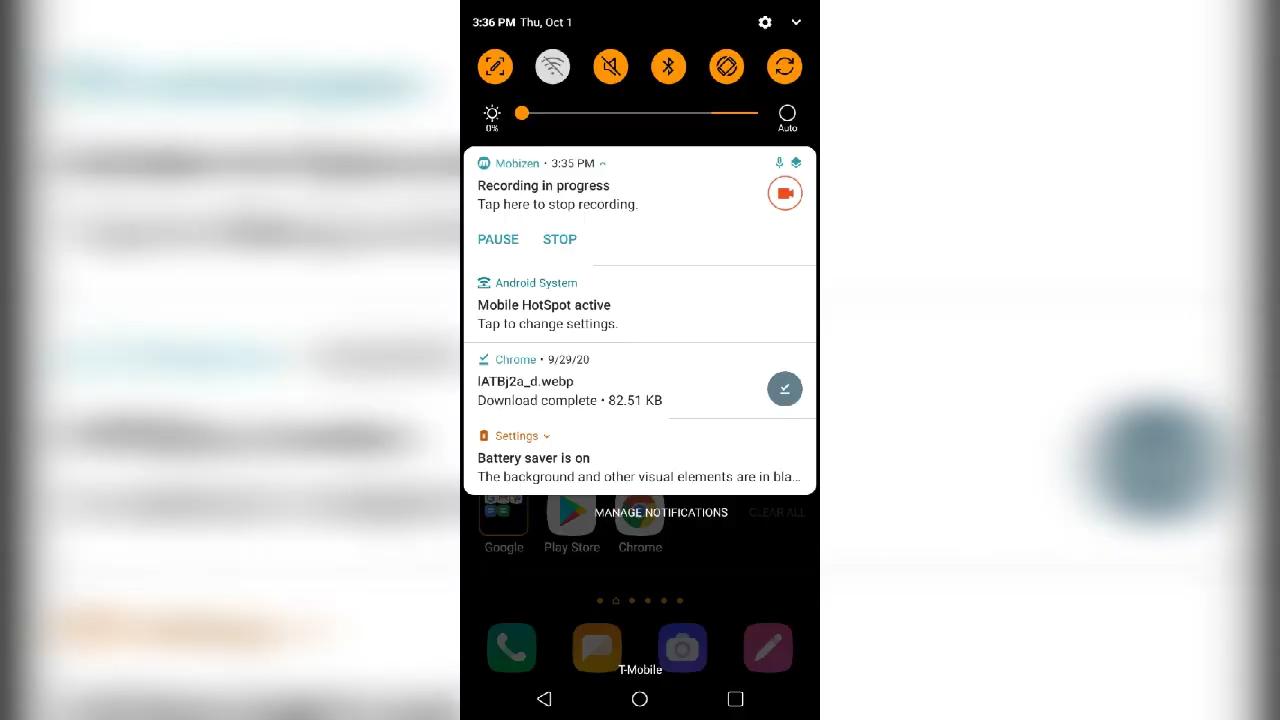 3:36 PM Thu, Oct 1
0%
Auto
Mobizen • 3:35 PM
Recording in progress
Tap here to stop recording.
PAUSE STOP
Android System
Mobile HotSpot active
Tap to change settings.
Chrome • 9/29/20
IATBj2a_d.webp
Download complete • 82.51 KB
Settings
Battery saver is on
The background and other visual elements are in bla...
MANAGE NOTIFICATIONS CLEAR ALL
Google Play Store Chrome
T-Mobile